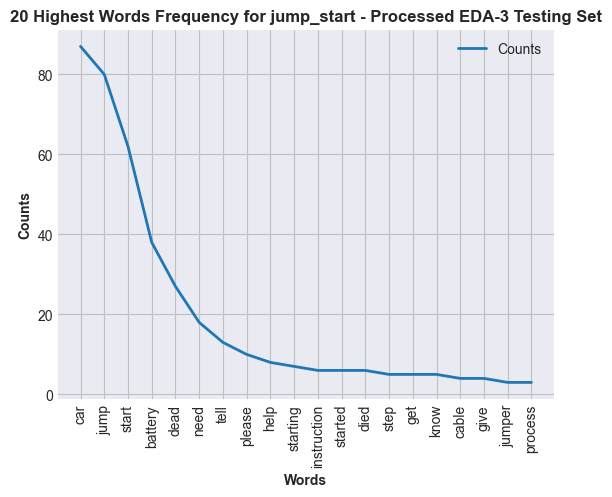 20 Highest Words Frequency for jump_start - Processed EDA-3 Testing Set
Counts
80
60
40
20
0
Counts
car
jump
start
battery
dead
need
tell
please
help
starting
instruction
started
died
step
get
know
cable
give
jumper
process
Words